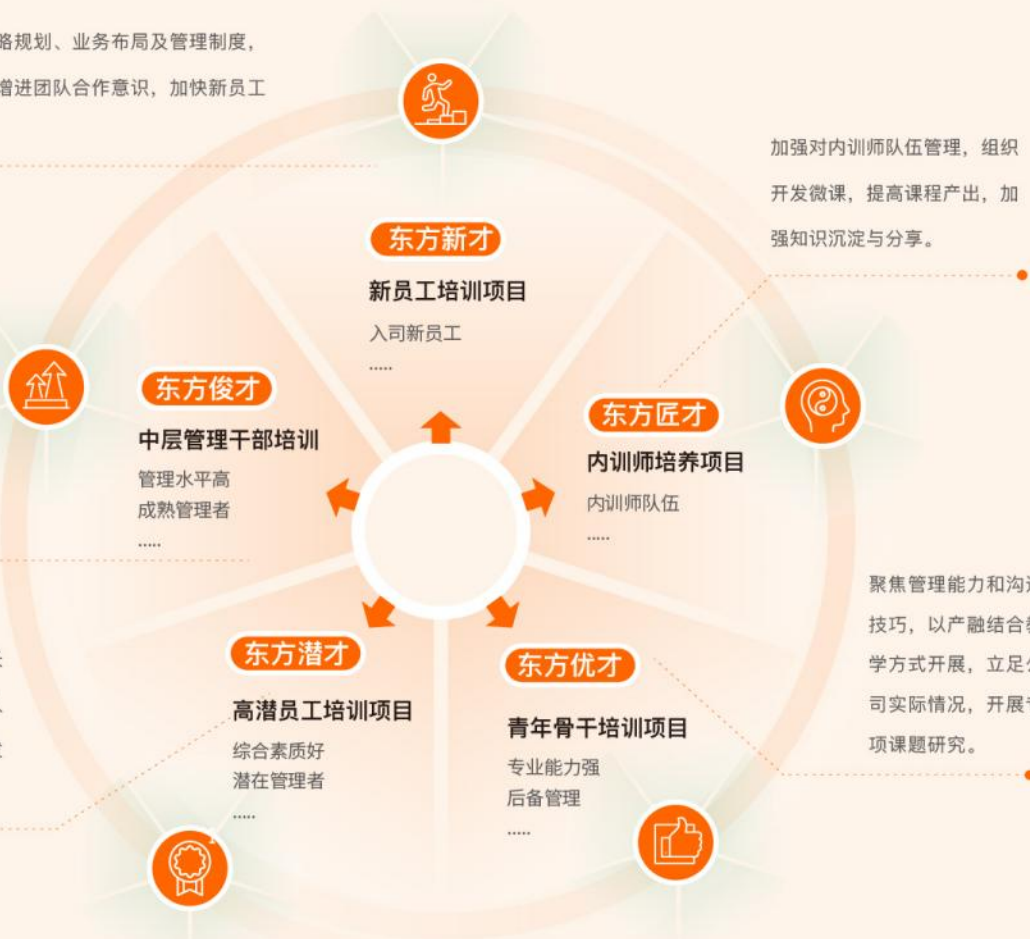 略规划、业务布局及管理制度，
增进团队合作意识，加快新员工
加强对内训师队伍管理，组织
开发微课，提高课程产出，加
强知识沉淀与分享。
东方新才
新员工培训项目
入司新员工
.....
东方俊才
中层管理干部培训
管理水平高
成熟管理者
.....
东方匠才
内训师培养项目
内训师队伍
.....
聚焦管理能力和沟
技巧，以产融结合
学方式开展，立足
司实际情况，开展
项课题研究。
东方潜才
高潜员工培训项目
综合素质好
潜在管理者
.....
东方优才
青年骨干培训项目
专业能力强
后备管理
.....